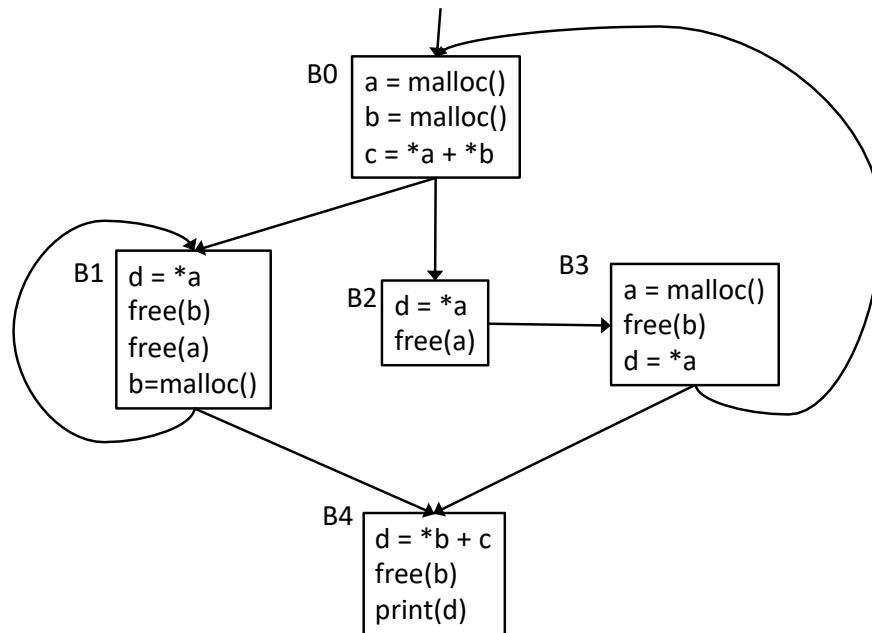 B0
a = malloc()
b = malloc()
c = *a + *b
B1
d = *a
free(b)
free(a)
b=malloc()
B2
d = *a
free(a)
B3
a = malloc()
free(b)
d = *a
B4
d = *b + c
free(b)
print(d)